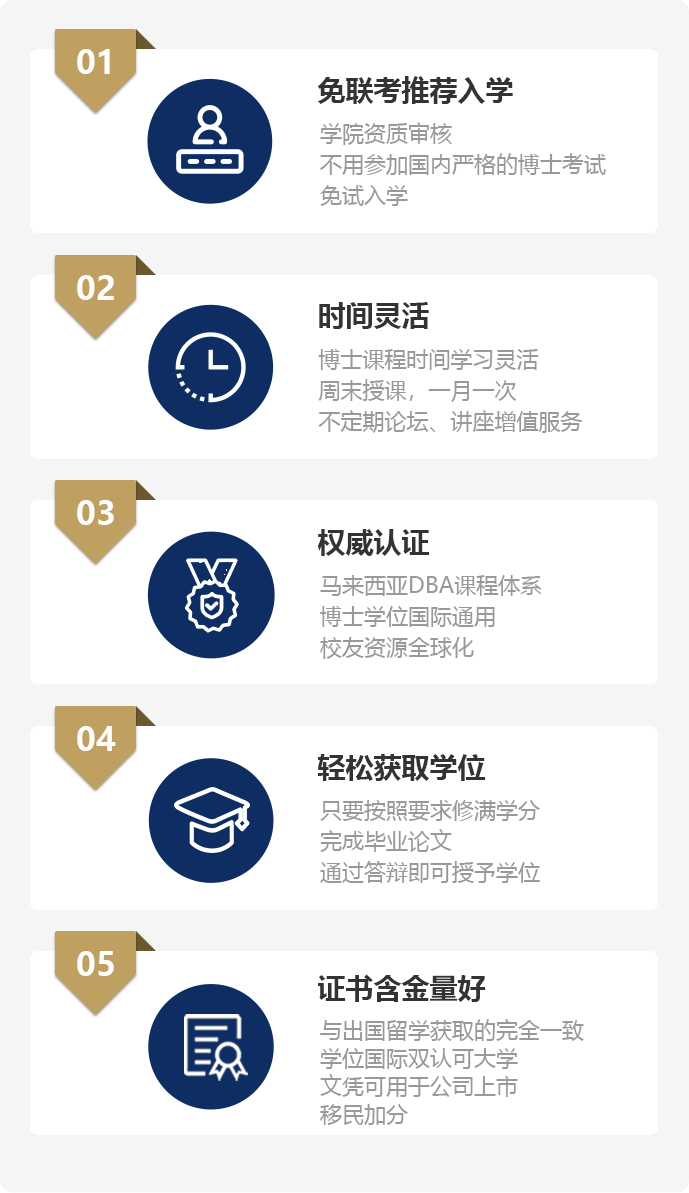 01
免联考推荐入学
学院资质审核
不用参加国内严格的博士考试
免试入学
02
时间灵活
博士课程时间学习灵活
周末授课，一月一次
不定期论坛、讲座增值服务
03
权威认证
马来西亚DBA课程体系
博士学位国际通用
校友资源全球化
04
轻松获取学位
只要按照要求修满学分
完成毕业论文
通过答辩即可授予学位
05
证书含金量好
与出国留学获取的完全一致
学位国际双认可大学
文凭可用于公司上市
移民加分